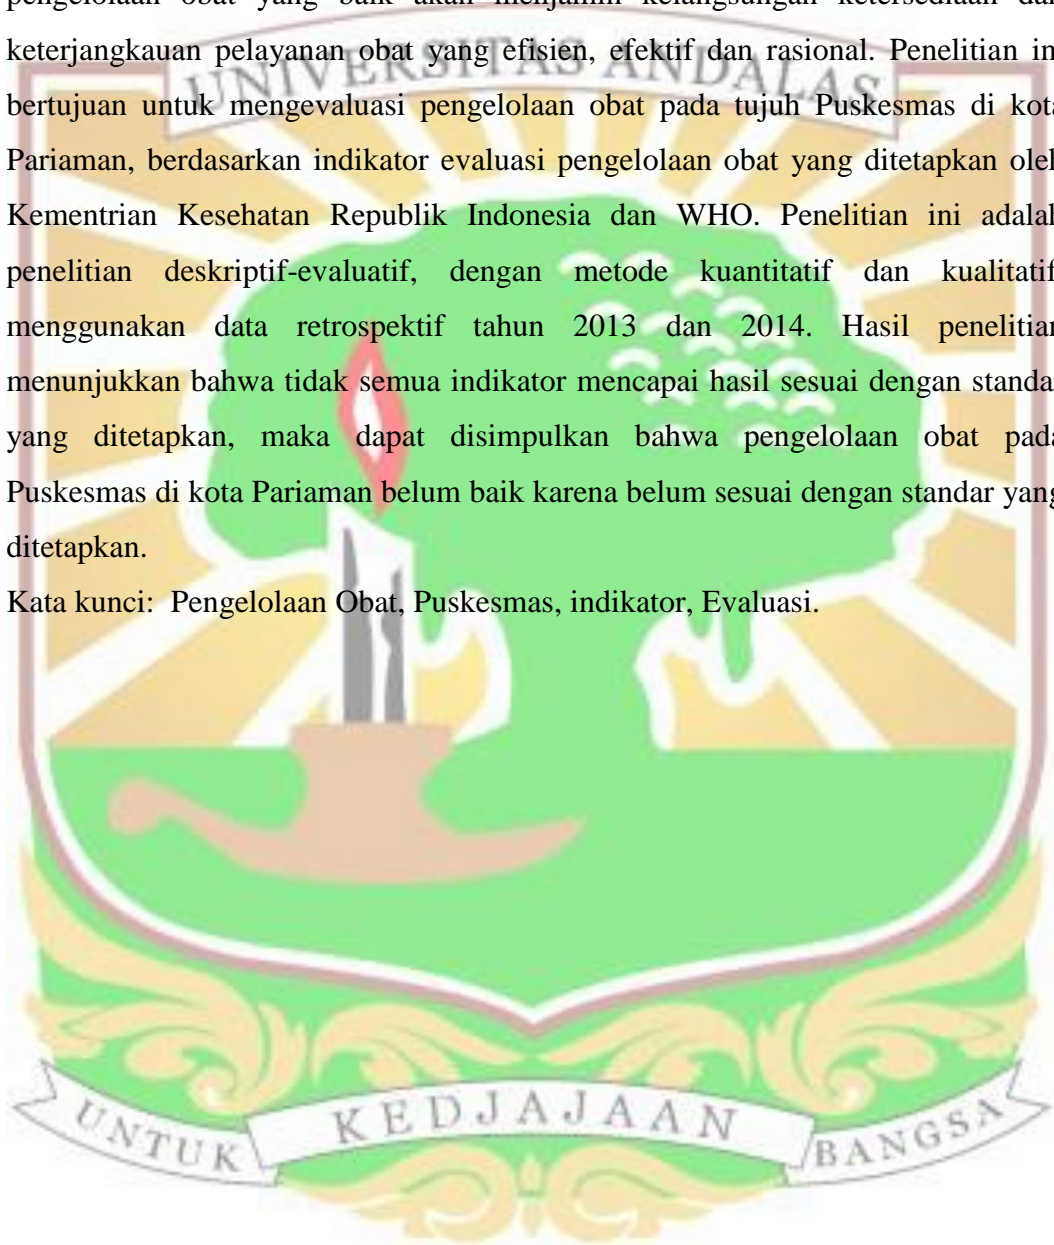 pengelolaan obat yang baik akan menjamin kelangsungan ketersediaan dan
keterjangkauan pelayanan obat yang efisien, efektif dan rasional. Penelitian in
UNIVERSITAS ANDALAS
bertujuan untuk mengevaluasi pengelolaan obat pada tujuh Puskesmas di kota
Pariaman, berdasarkan indikator evaluasi pengelolaan obat yang ditetapkan oleh
Kementrian Kesehatan Republik Indonesia dan WHO. Penelitian ini adalah
penelitian deskriptif-evaluatif, dengan metode kuantitatif dan kualitatif
menggunakan data retrospektif tahun 2013 dan 2014. Hasil penelitian
menunjukkan bahwa tidak semua indikator mencapai hasil sesuai dengan standar
yang ditetapkan, maka dapat disimpulkan bahwa pengelolaan obat pada
Puskesmas di kota Pariaman belum baik karena belum sesuai dengan standar yang
ditetapkan.
Kata kunci: Pengelolaan Obat, Puskesmas, indikator, Evaluasi.
UNTUK KEDJAJAAN BANGSA